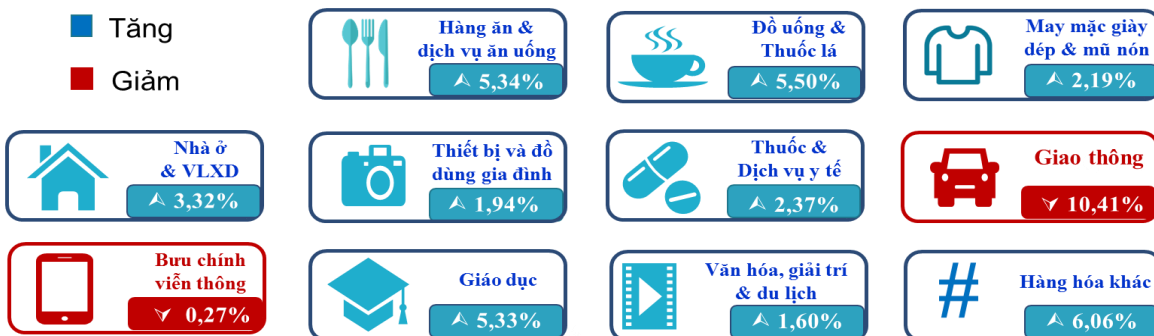 Tăng
Giảm
Hàng ăn &
dịch vụ ăn uống
5,34%
Đồ uống &
Thuốc lá
5,50%
May mặc giày
dép & mũ nón
2,19%
Nhà ở
& VLXD
3,32%
Thiết bị và đồ
dùng gia đình
1,94%
Thuốc &
Dịch vụ y tế
2,37%
Giao thông
10,41%
Bưu chính
viễn thông
0,27%
Giáo dục
5,33%
Văn hóa, giải trí
& du lịch
1,60%
#
Hàng hóa khác
6,06%